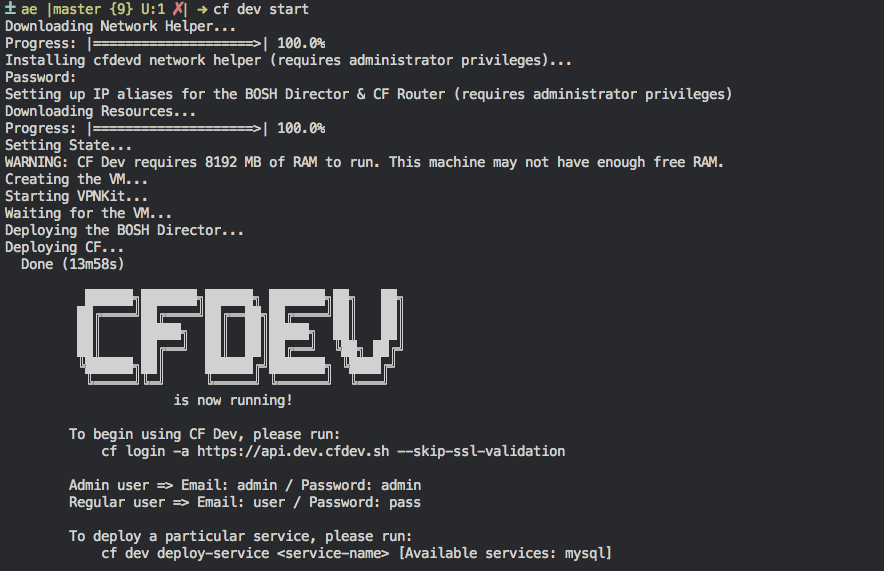 ± ae |master {9} U:1 ✗| ➜ cf dev start
Downloading Network Helper...
Progress: |====================>| 100.0%
Installing cfdevd network helper (requires administrator privileges)...
Password:
Setting up IP aliases for the BOSH Director & CF Router (requires administrator privileges)
Downloading Resources...
Progress: |====================>| 100.0%
Setting State...
WARNING: CF Dev requires 8192 MB of RAM to run. This machine may not have enough free RAM.
Creating the VM...
Starting VPNKit...
Waiting for the VM...
Deploying the BOSH Director...
Deploying CF...
Done (13m58s)
CFDEV
is now running!
To begin using CF Dev, please run:
cf login -a https://api.dev.cfdev.sh --skip-ssl-validation
Admin user => Email: admin / Password: admin
Regular user => Email: user / Password: pass
To deploy a particular service, please run:
cf dev deploy-service <service-name> [Available services: mysql]